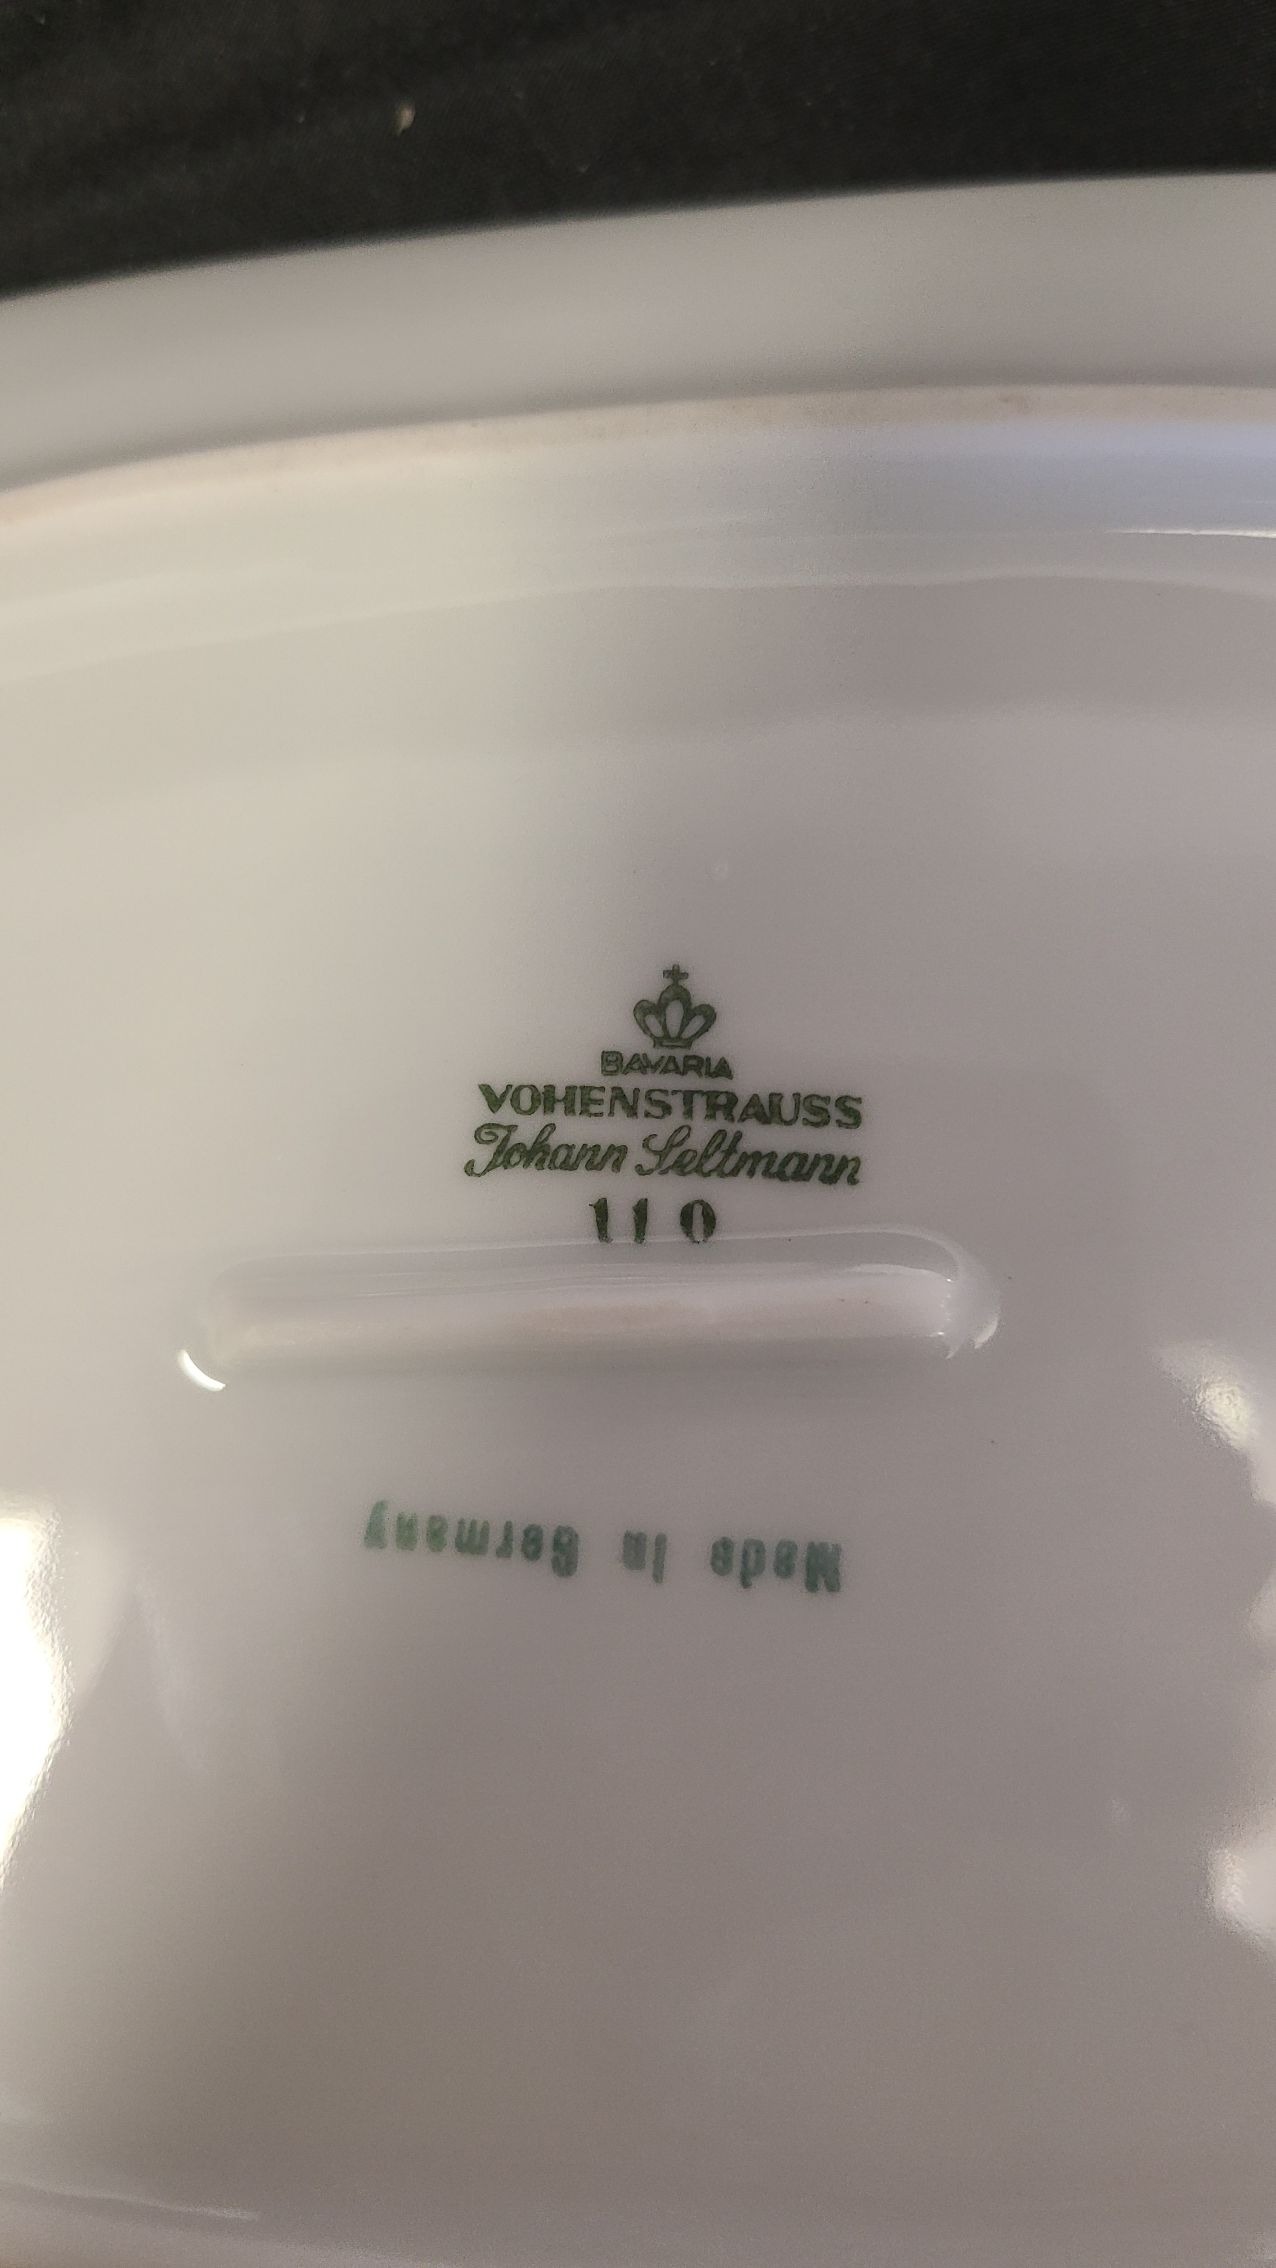 BAVARIA
VOHENSTRAUSS
Johann Seltmann
110
Made in Germany